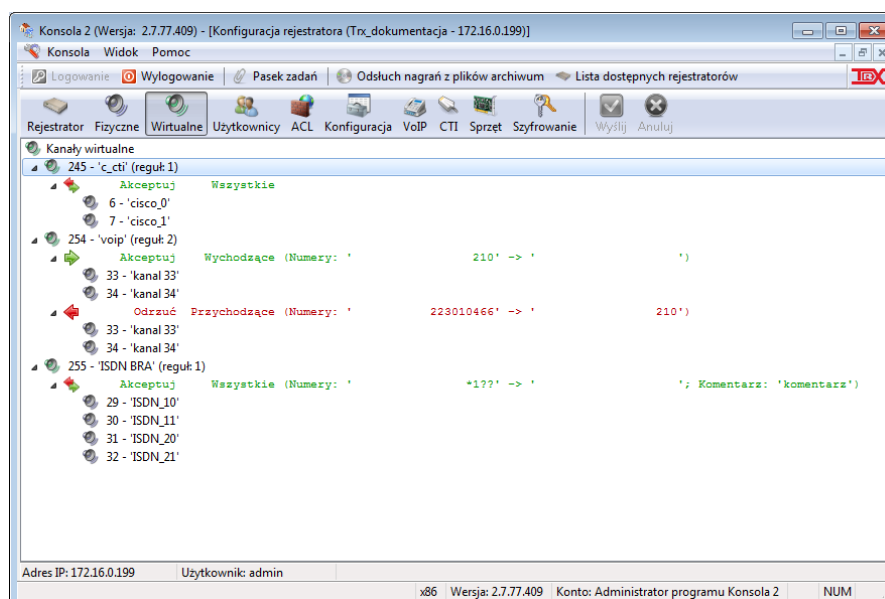 Konsola 2 (Wersja: 2.7.77.409) - [Konfiguracja rejestratora (Trx_dokumentacja - 172.16.0.199)]
Konsola Widok Pomoc
Logowanie Wylogowanie Pasek zadań Odsłuch nagrań z plików archiwum Lista dostępnych rejestratorów TRX
Rejestrator Fizyczne Wirtualne Użytkownicy ACL Konfiguracja VoIP CTI Sprzęt Szyfrowanie Wyślij Anuluj
Kanały wirtualne
245 - 'c_cti' (reguł: 1)
Akceptuj Wszystkie
6 - 'cisco_0'
7 - 'cisco_1'
254 - 'voip' (reguł: 2)
Akceptuj Wychodzące (Numery: ' 210' -> ' ')
33 - 'kanał 33'
34 - 'kanał 34'
Odrzuć Przychodzące (Numery: ' 223010466' -> ' 210')
33 - 'kanał 33'
34 - 'kanał 34'
255 - 'ISDN BRA' (reguł: 1)
Akceptuj Wszystkie (Numery: ' *1??' -> ' '; Komentarz: 'komentarz')
29 - 'ISDN_10'
30 - 'ISDN_11'
31 - 'ISDN_20'
32 - 'ISDN_21'
Adres IP: 172.16.0.199 Użytkownik: admin
x86 Wersja: 2.7.77.409 Konto: Administrator programu Konsola 2 NUM